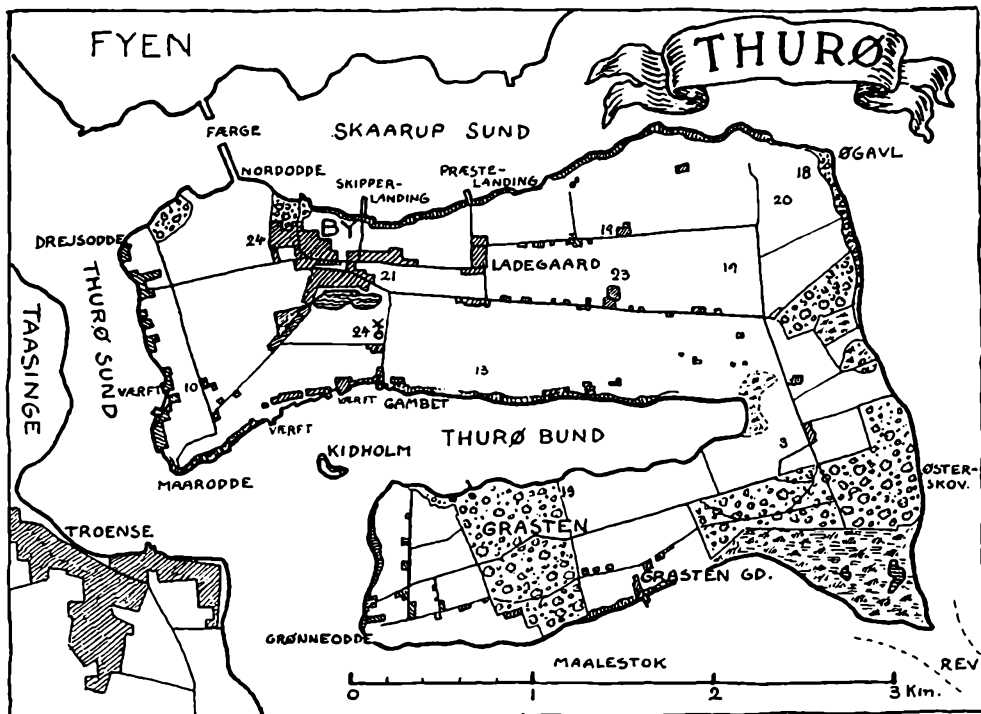 FYEN
THURØ
FÆRGE
SKAARUP SUND
ØGAVL
NORDODDE
SKIPPER-
LANDING
PRÆSTE-
LANDING
18
20
DREJSODDE
24
BY
19
LADEGAARD
19
21
23
THURØ SUND
TAASINGE
24
10
13
VÆRFT
VÆRFT
GAMBET
VÆRFT
THURØ BUND
3
KIDHOLM
MAARODDE
ØSTER-
SKOV.
19
GRASTEN
TROENSE
GRASTEN GD.
GRØNNEODDE
MAALESTOK
REV
0 1 2 3 Km.